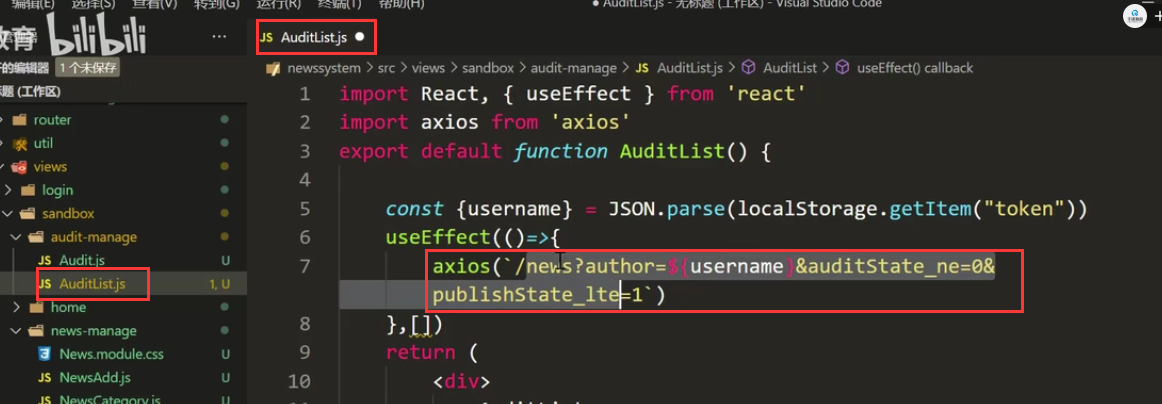 编辑(E) 选择(S) 查看(V) 转到(G) 运行(R) 终端(T) 帮助(H) ● AuditList.js - 无标题 (工作区) - Visual Studio Code
教育 bilibili ···
JS AuditList.js ●
的编辑器 1 个未保存
newssystem > src > views > sandbox > audit-manage > JS AuditList.js > AuditList > useEffect() callback
标题 (工作区)
router
util
views
login
sandbox
audit-manage
JS Audit.js U
JS AuditList.js 1, U
home
news-manage
News.module.css U
JS NewsAdd.js U
JS NewsCategory.js U
1 import React, { useEffect } from 'react'
2 import axios from 'axios'
3 export default function AuditList() {
4
5 const {username} = JSON.parse(localStorage.getItem("token"))
6 useEffect(()=>{
7 axios(`/news?author=${username}&auditState_ne=0&
publishState_lte=1`)
8 },[])
9 return (
10 <div>